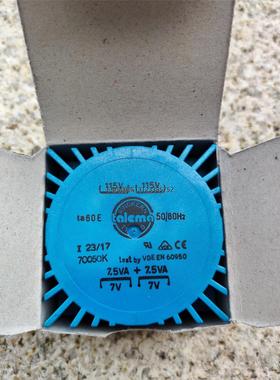 115V 115V
ta60E
talema
50/60Hz
I 23/17
70050K
test by VDE EN 60950
7.5VA + 7.5VA
7V 7V